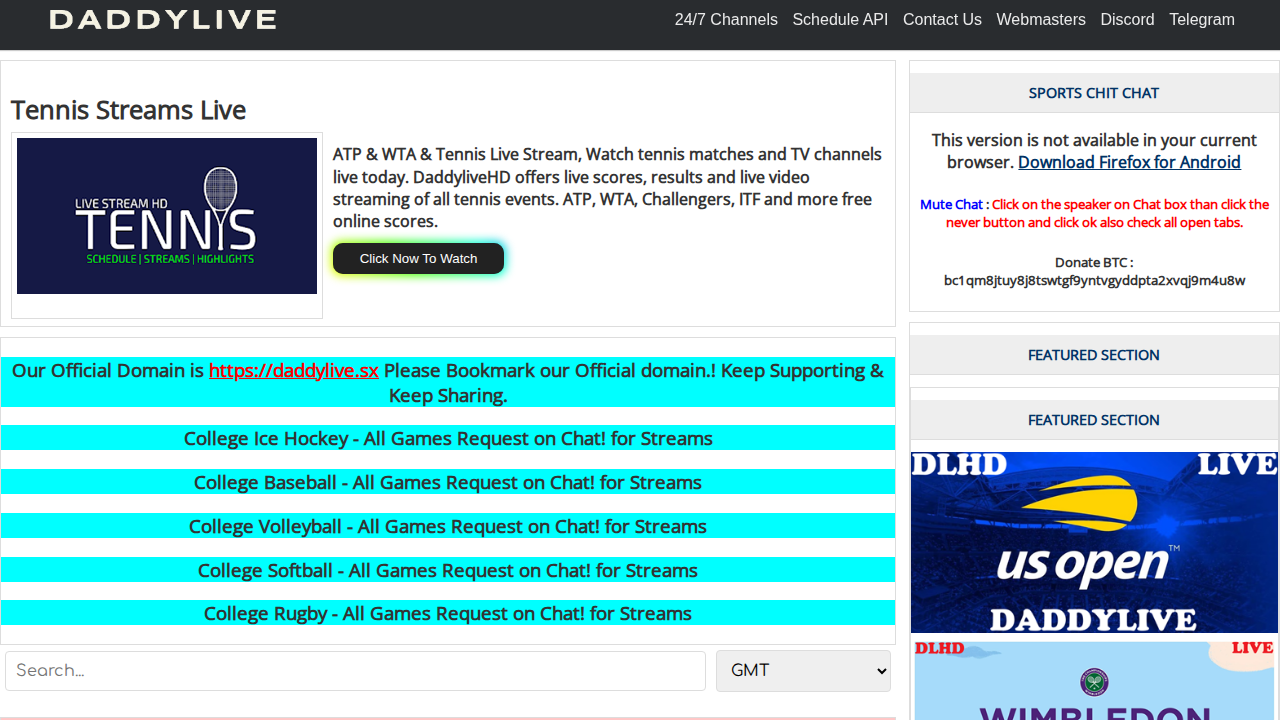 DADDYLIVE
24/7 Channels Schedule API Contact Us Webmasters Discord Telegram
Tennis Streams Live
LIVE STREAM HD
TENNIS
SCHEDULE | STREAMS | HIGHLIGHTS
ATP & WTA & Tennis Live Stream, Watch tennis matches and TV channels
live today. DaddyliveHD offers live scores, results and live video
streaming of all tennis events. ATP, WTA, Challengers, ITF and more free
online scores.
Click Now To Watch
Our Official Domain is https://daddylive.sx Please Bookmark our Official domain.! Keep Supporting &
Keep Sharing.
College Ice Hockey - All Games Request on Chat! for Streams
College Baseball - All Games Request on Chat! for Streams
College Volleyball - All Games Request on Chat! for Streams
College Softball - All Games Request on Chat! for Streams
College Rugby - All Games Request on Chat! for Streams
Search...
GMT
SPORTS CHIT CHAT
This version is not available in your current
browser. Download Firefox for Android
Mute Chat : Click on the speaker on Chat box than click the
never button and click ok also check all open tabs.
Donate BTC :
bc1qm8jtuy8j8tswtgf9yntvgyddpta2xvqj9m4u8w
FEATURED SECTION
FEATURED SECTION
DLHD LIVE
us open™
DADDYLIVE
DLHD LIVE
WIMBLEDON